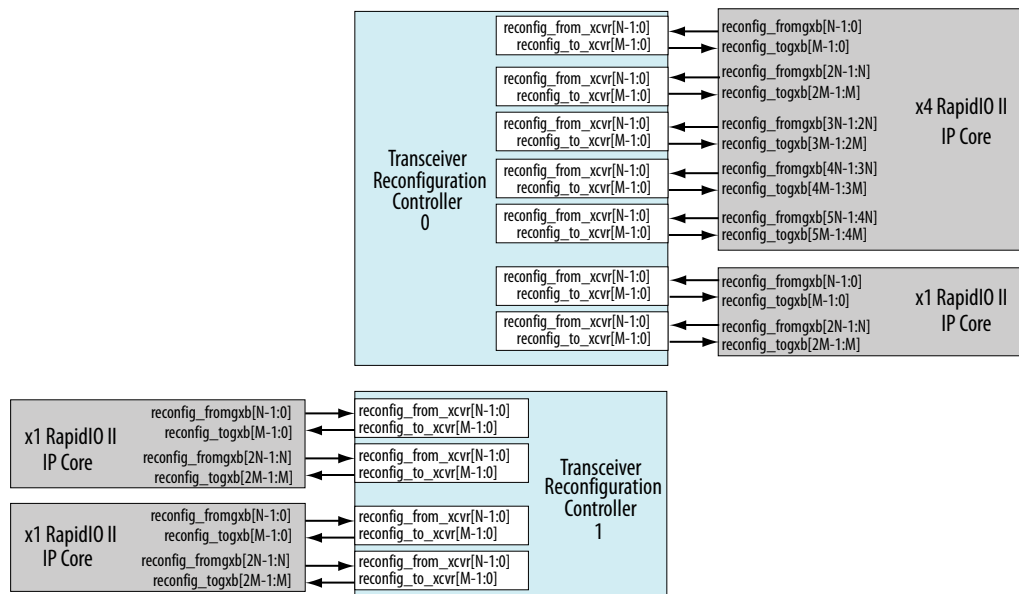 reconfig_from_xcvr[N-1:0]
reconfig_to_xcvr[M-1:0]
reconfig_fromgxb[N-1:0]
reconfig_togxb[M-1:0]
reconfig_from_xcvr[N-1:0]
reconfig_to_xcvr[M-1:0]
reconfig_fromgxb[2N-1:N]
reconfig_togxb[2M-1:M]
reconfig_from_xcvr[N-1:0]
reconfig_to_xcvr[M-1:0]
reconfig_fromgxb[3N-1:2N]
reconfig_togxb[3M-1:2M]
reconfig_from_xcvr[N-1:0]
reconfig_to_xcvr[M-1:0]
reconfig_fromgxb[4N-1:3N]
reconfig_togxb[4M-1:3M]
reconfig_from_xcvr[N-1:0]
reconfig_to_xcvr[M-1:0]
reconfig_fromgxb[5N-1:4N]
reconfig_togxb[5M-1:4M]
x4 RapidIO II
IP Core
Transceiver
Reconfiguration
Controller
0
reconfig_from_xcvr[N-1:0]
reconfig_to_xcvr[M-1:0]
reconfig_fromgxb[N-1:0]
reconfig_togxb[M-1:0]
reconfig_from_xcvr[N-1:0]
reconfig_to_xcvr[M-1:0]
reconfig_fromgxb[2N-1:N]
reconfig_togxb[2M-1:M]
x1 RapidIO II
IP Core
x1 RapidIO II
IP Core
reconfig_fromgxb[N-1:0]
reconfig_togxb[M-1:0]
reconfig_from_xcvr[N-1:0]
reconfig_to_xcvr[M-1:0]
reconfig_fromgxb[2N-1:N]
reconfig_togxb[2M-1:M]
reconfig_from_xcvr[N-1:0]
reconfig_to_xcvr[M-1:0]
Transceiver
Reconfiguration
Controller
1
x1 RapidIO II
IP Core
reconfig_fromgxb[N-1:0]
reconfig_togxb[M-1:0]
reconfig_from_xcvr[N-1:0]
reconfig_to_xcvr[M-1:0]
reconfig_fromgxb[2N-1:N]
reconfig_togxb[2M-1:M]
reconfig_from_xcvr[N-1:0]
reconfig_to_xcvr[M-1:0]